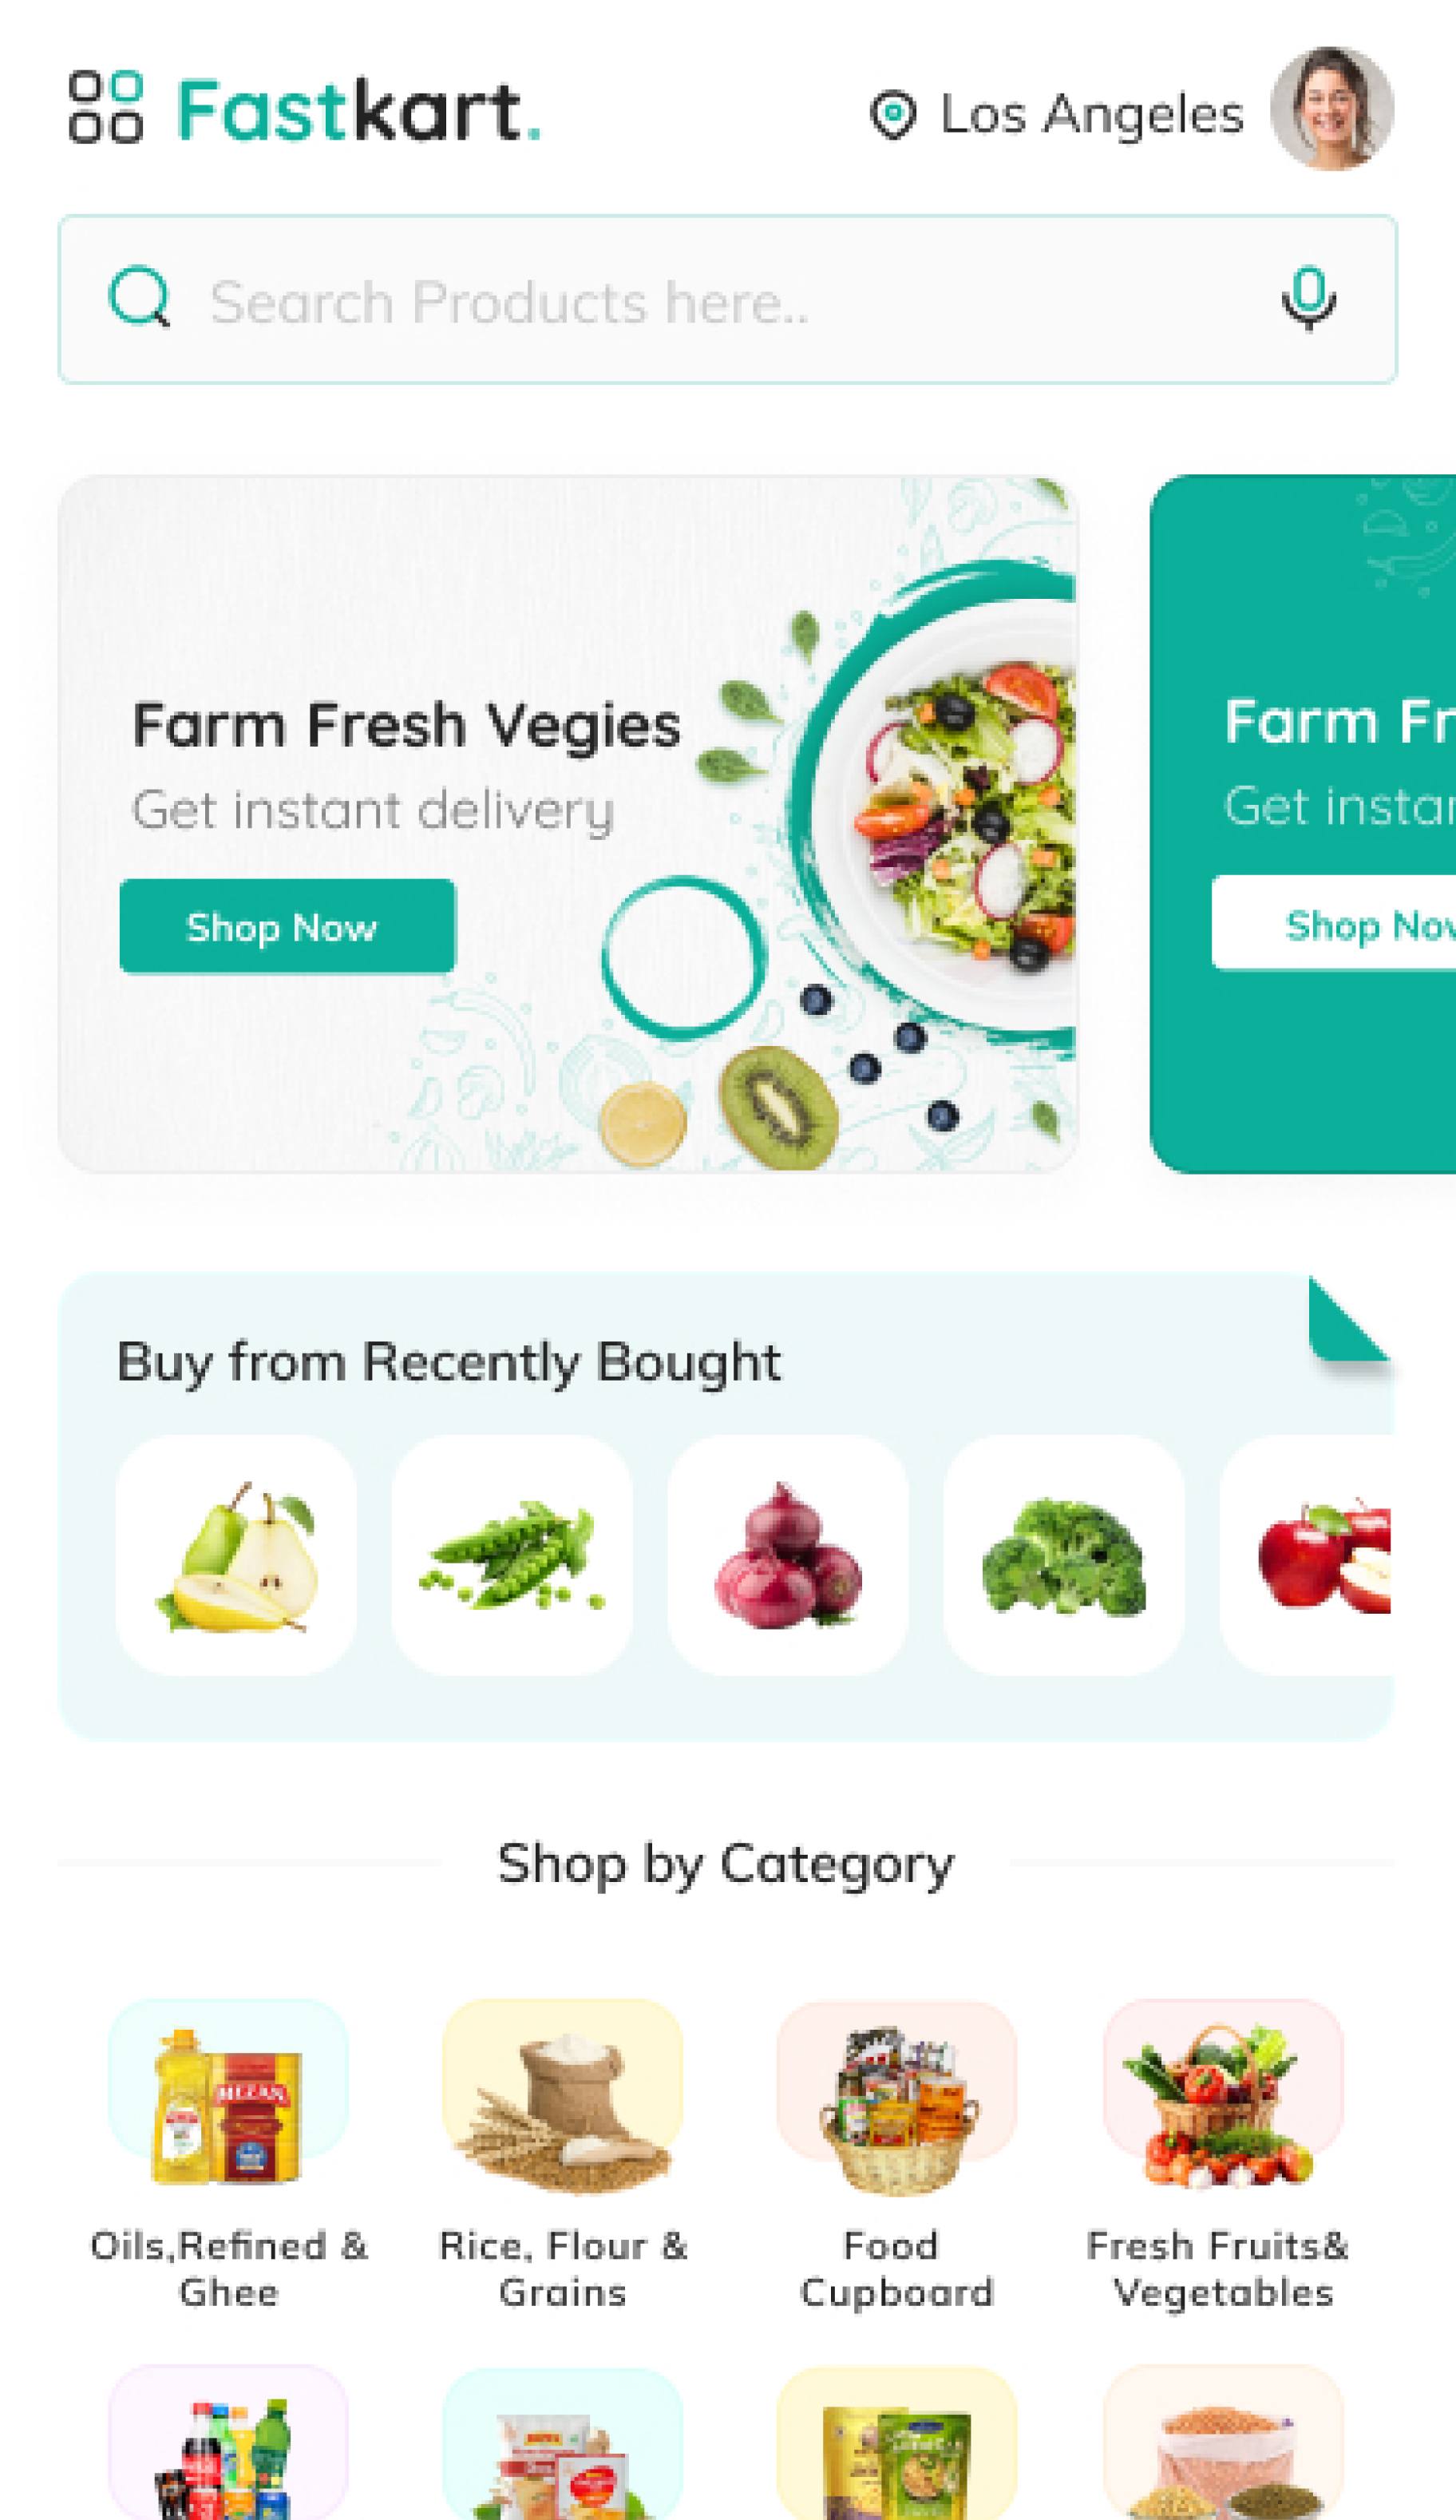 Fastkart.
Los Angeles
Search Products here..
Farm Fresh Vegies
Get instant delivery
Shop Now
Farm Fr
Get instar
Shop Nov
Buy from Recently Bought
Shop by Category
Oils,Refined &
Ghee
Rice, Flour &
Grains
Food
Cupboard
Fresh Fruits&
Vegetables